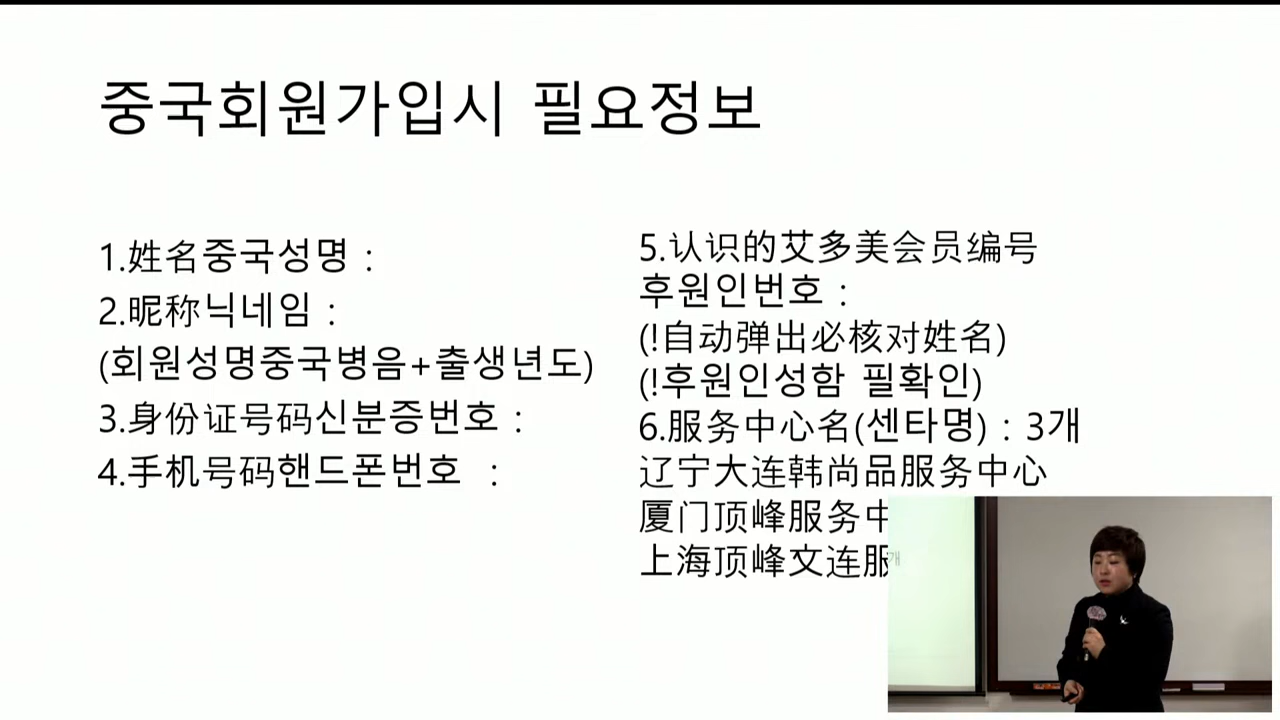 중국회원가입시 필요정보
1.姓名중국성명 :
2.昵称닉네임 :
(회원성명중국병음+출생년도)
3.身份证号码신분증번호 :
4.手机号码핸드폰번호 :
5.认识的艾多美会员编号
후원인번호 :
(!自动弹出必核对姓名)
(!후원인성함 필확인)
6.服务中心名(센타명) : 3개
辽宁大连韩尚品服务中心
厦门顶峰服务中
上海顶峰文连服